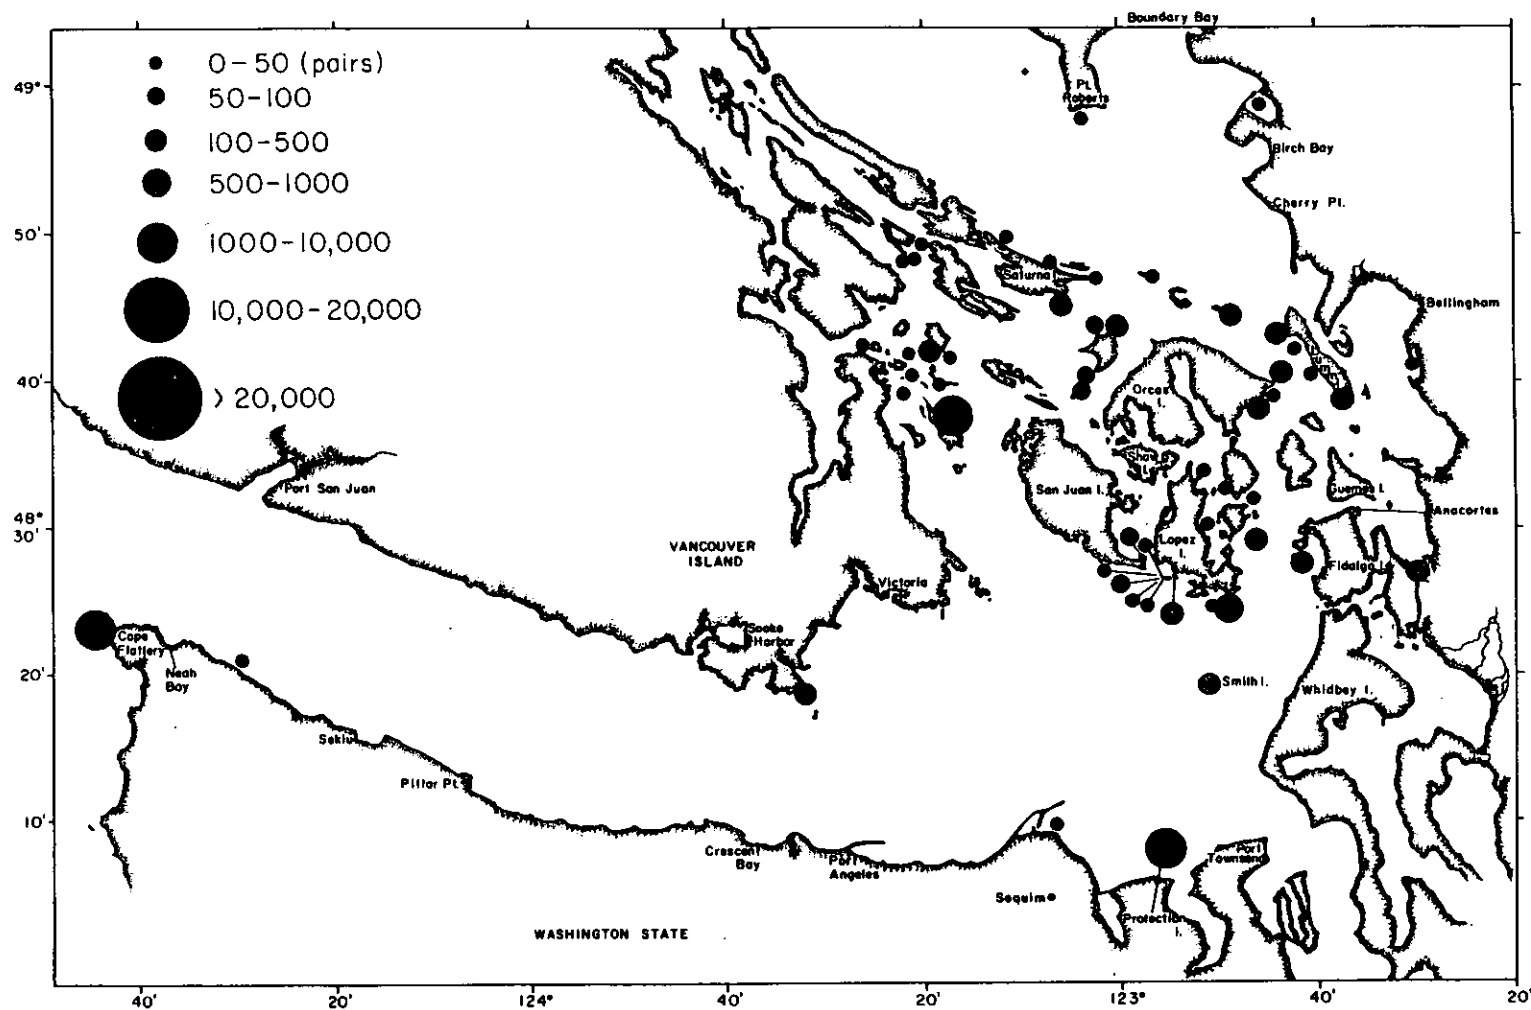 Boundary Bay
0-50 (pairs)
50-100
100-500
500-1000
1000-10,000
10,000-20,000
> 20,000
49°
50'
40'
48°
30'
20'
10'
Pt.
Roberts
Birch Bay
Cherry Pt.
Saturna I.
Bellingham
Orcas
I.
Shaw
I.
San Juan I.
Guemes I.
Anacortes
Lopez
I.
Fidalgo I.
Port San Juan
VANCOUVER
ISLAND
Victoria
Sooke
Harbor
Cape
Flattery
Neah
Bay
Smith I.
Whidbey I.
Sekiu
Pillar Pt.
Crescent
Bay
Port
Angeles
Port
Townsend
Sequim
Protection
I.
WASHINGTON STATE
40'
20'
124°
40'
20'
123°
40'
20'